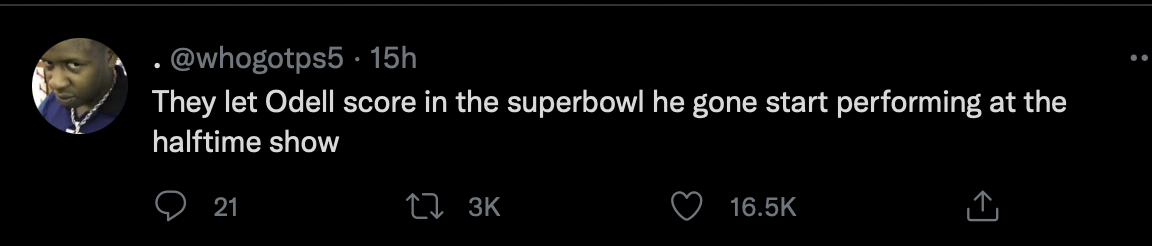 . @whogotps5 · 15h
They let Odell score in the superbowl he gone start performing at the
halftime show
21 3K 16.5K